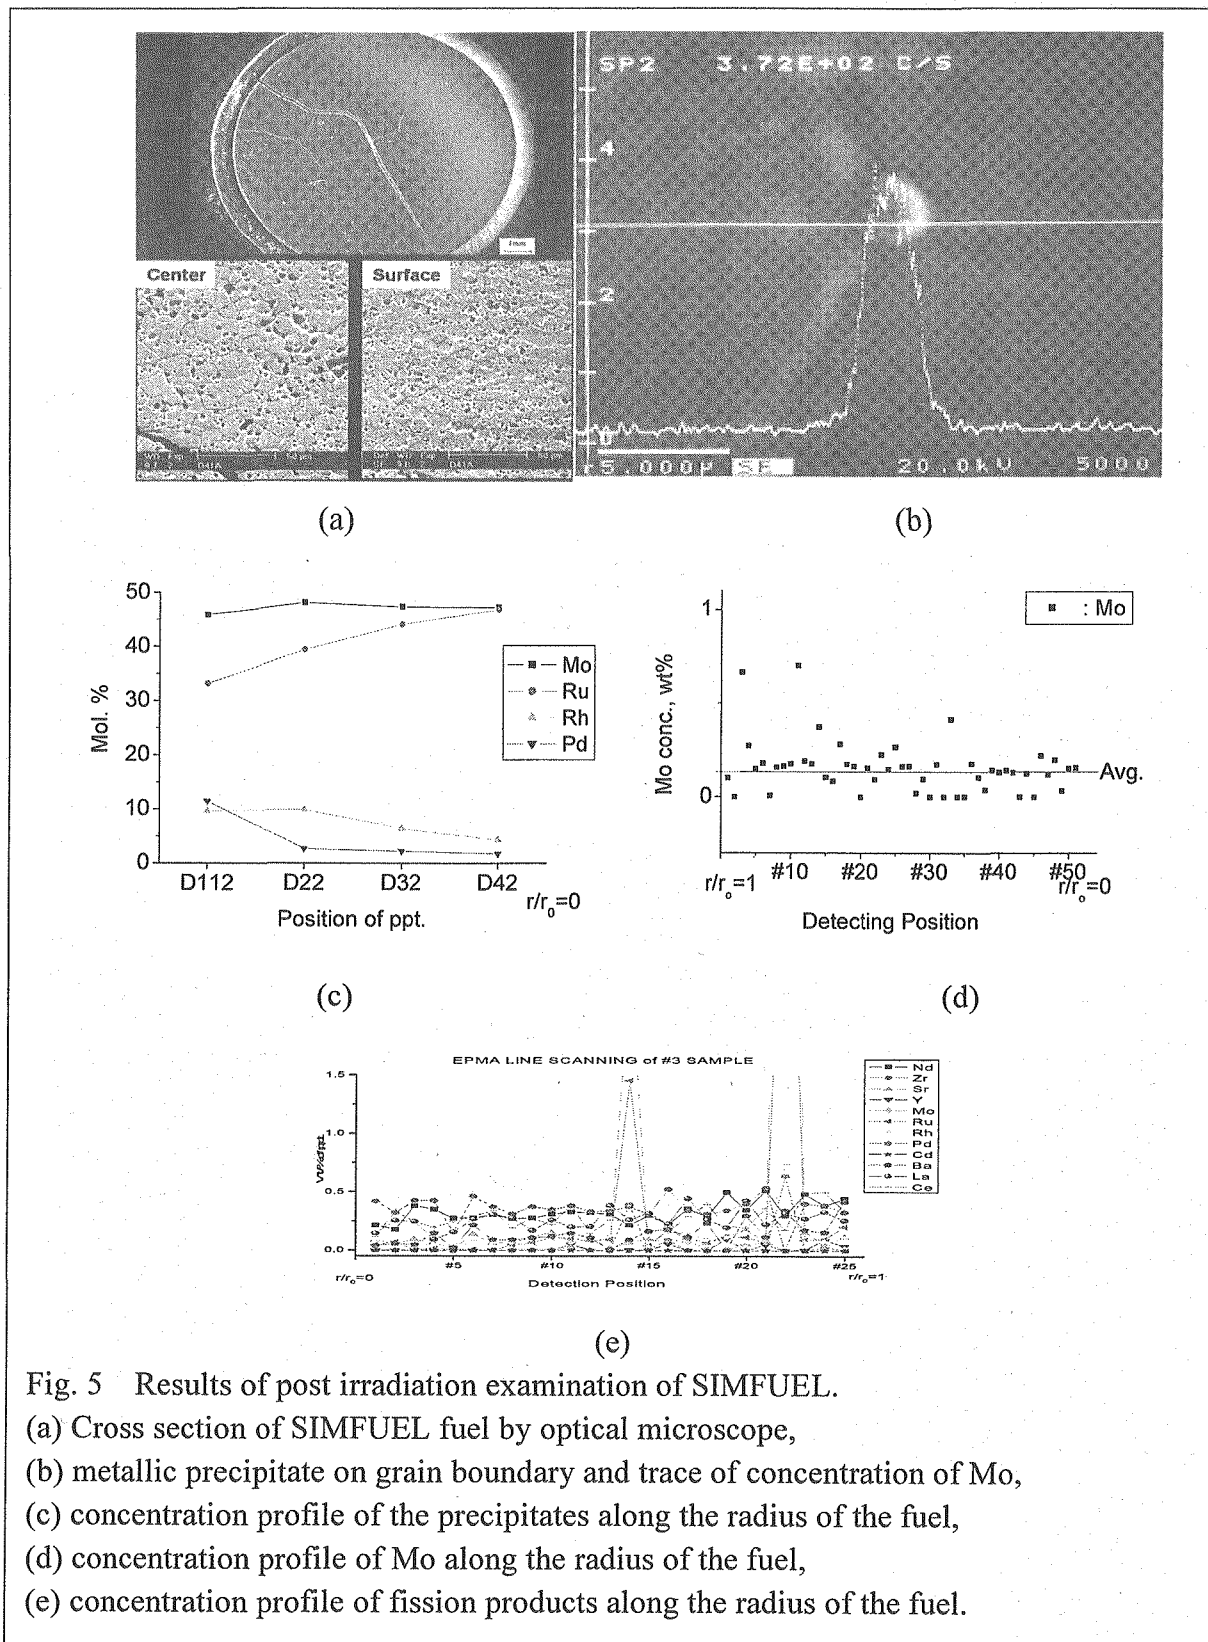 SP2 3.72E+02 C/S
4
2
0
5.000µ
20.0kV 5000
1mm
Center
Surface
(a)
(b)
50
40
30
20
10
0
Mol. %
D112 D22 D32 D42
r/r₀=0
Position of ppt.
Mo
Ru
Rh
Pd
(c)
1
0
Mo conc., wt%
: Mo
Avg.
r/r₀=1 #10 #20 #30 #40 #50
r/r₀=0
Detecting Position
(d)
EPMA LINE SCANNING of #3 SAMPLE
1.5
1.0
0.5
0.0
r/r₀=0 #5 #10 #15 #20 #25
r/r₀=1
Detection Position
Nd
Zr
Sr
Y
Mo
Ru
Rh
Pd
Cd
Ba
La
Ce
(e)
Fig. 5 Results of post irradiation examination of SIMFUEL.
(a) Cross section of SIMFUEL fuel by optical microscope,
(b) metallic precipitate on grain boundary and trace of concentration of Mo,
(c) concentration profile of the precipitates along the radius of the fuel,
(d) concentration profile of Mo along the radius of the fuel,
(e) concentration profile of fission products along the radius of the fuel.